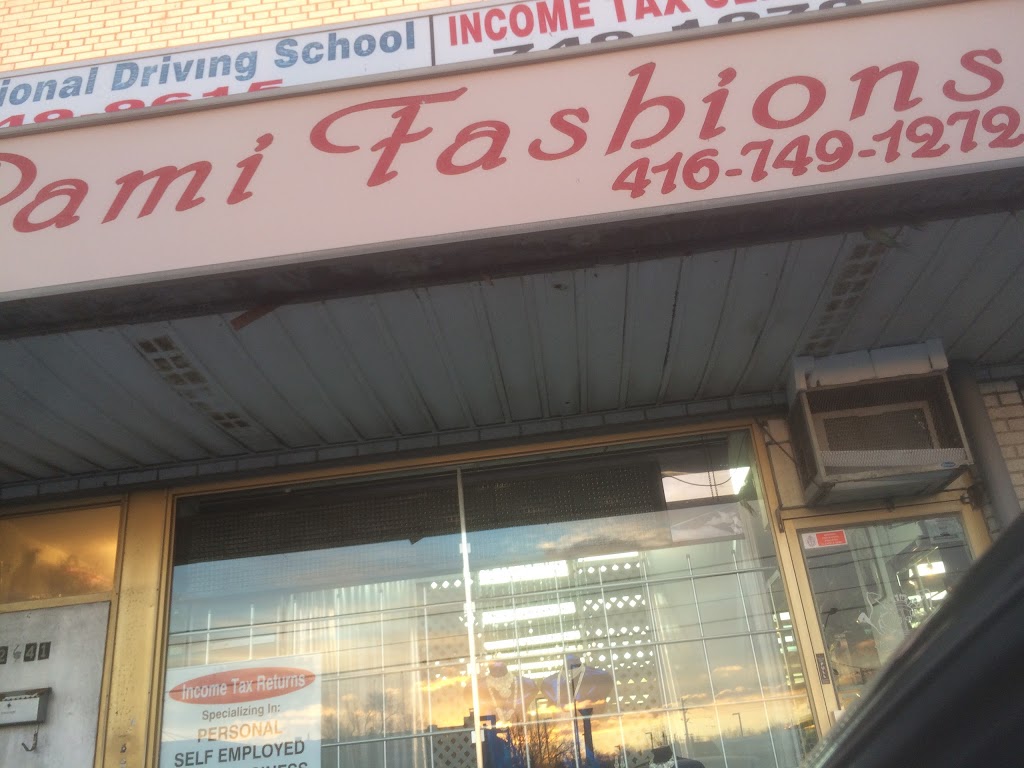 ional Driving School
INCOME TAX
Pami Fashions
416-749-1272
Income Tax Returns
Specializing In:
PERSONAL
SELF EMPLOYED